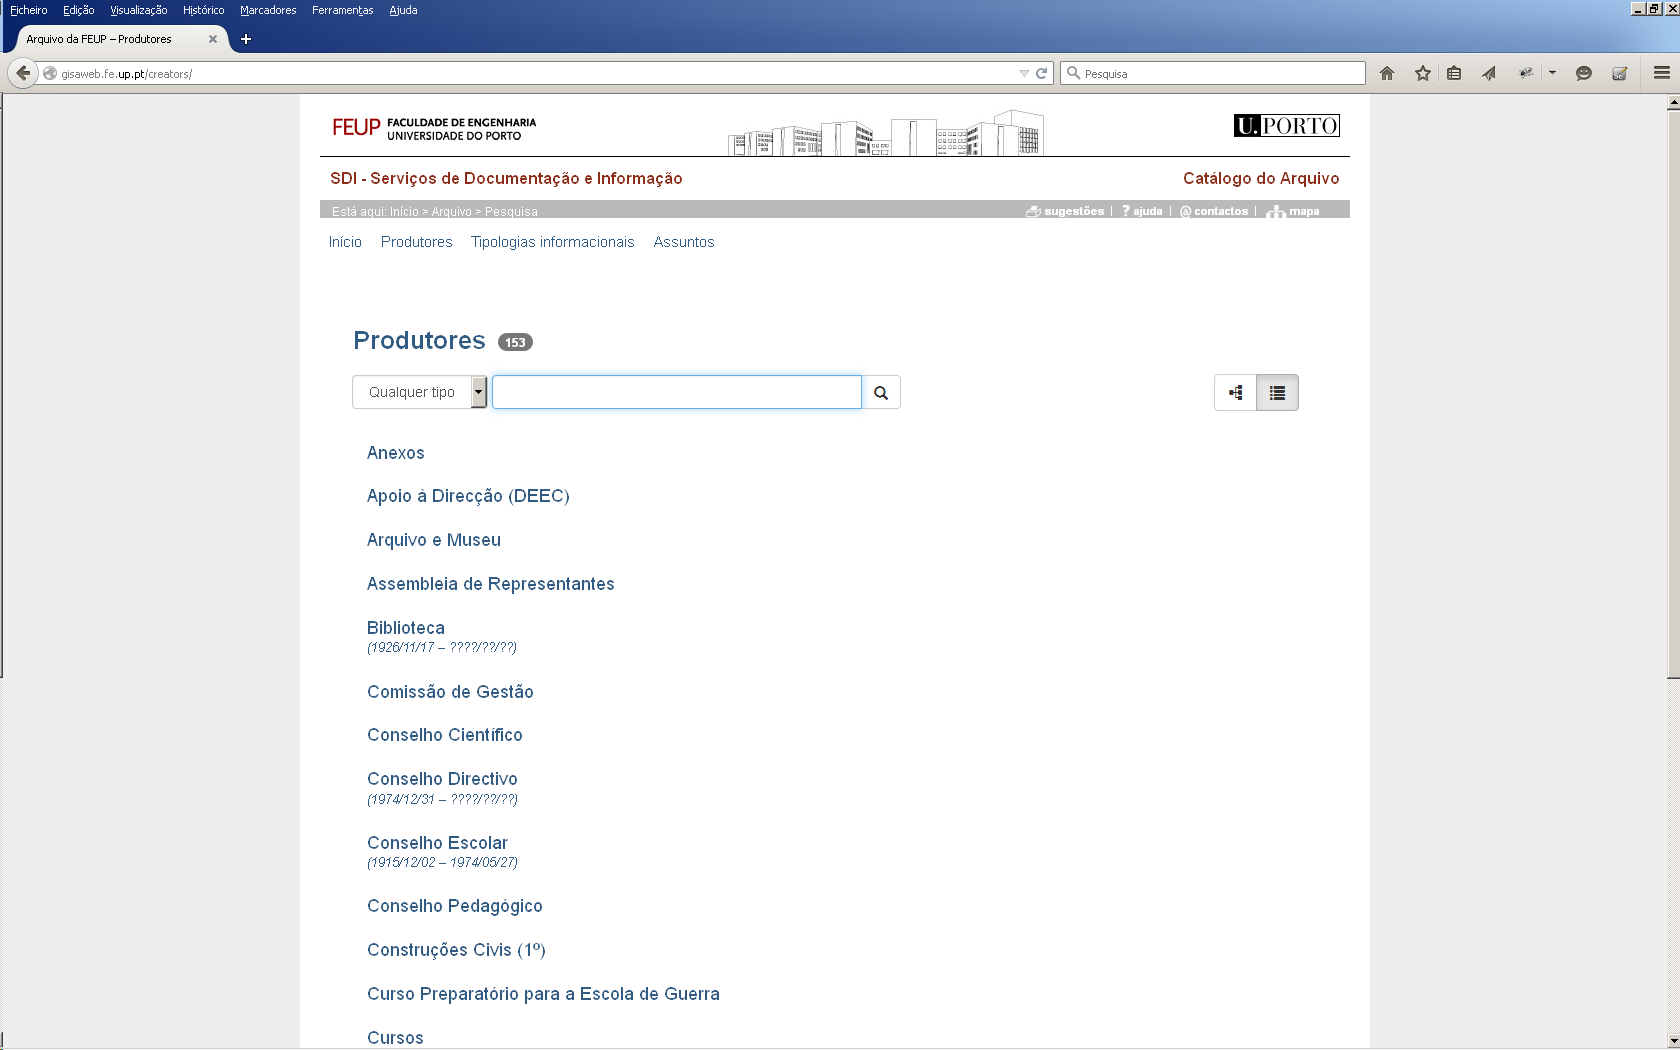 Ficheiro Edição Visualização Histórico Marcadores Ferramentas Ajuda
Arquivo da FEUP – Produtores
gisaweb.fe.up.pt/creators/
Pesquisa
FEUP FACULDADE DE ENGENHARIA
UNIVERSIDADE DO PORTO
U.PORTO
SDI - Serviços de Documentação e Informação
Catálogo do Arquivo
Está aqui: Início > Arquivo > Pesquisa
sugestões | ? ajuda | @ contactos | mapa
Início Produtores Tipologias informacionais Assuntos
Produtores 153
Qualquer tipo
Anexos
Apoio à Direcção (DEEC)
Arquivo e Museu
Assembleia de Representantes
Biblioteca
(1926/11/17 – ????/??/??)
Comissão de Gestão
Conselho Científico
Conselho Directivo
(1974/12/31 – ????/??/??)
Conselho Escolar
(1915/12/02 – 1974/05/27)
Conselho Pedagógico
Construções Civis (1º)
Curso Preparatório para a Escola de Guerra
Cursos